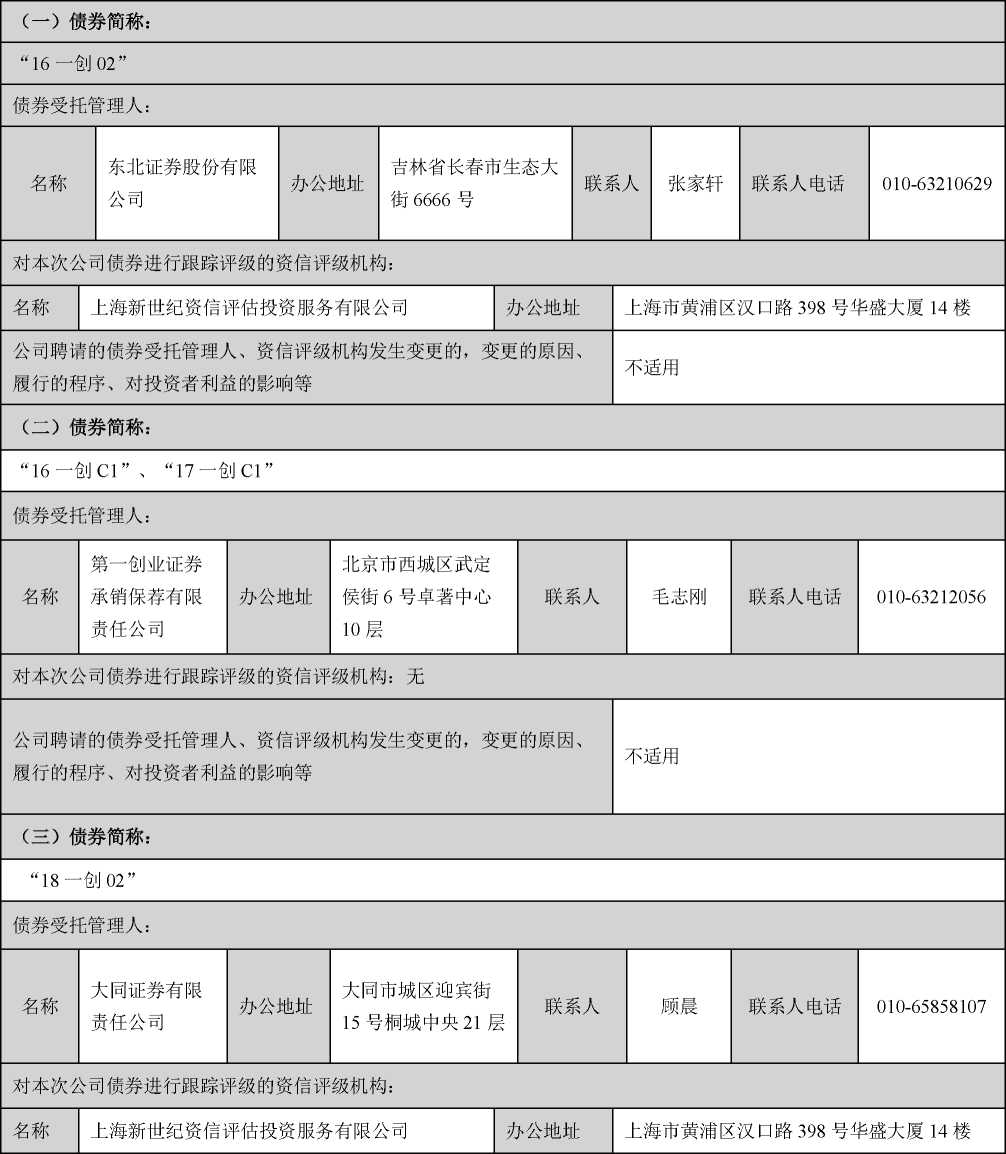 （一）债券简称：
“16 一创 02”
债券受托管理人：
名称 东北证券股份有限公司 办公地址 吉林省长春市生态大街 6666 号 联系人 张家轩 联系人电话 010-63210629
对本次公司债券进行跟踪评级的资信评级机构：
名称 上海新世纪资信评估投资服务有限公司 办公地址 上海市黄浦区汉口路 398 号华盛大厦 14 楼
公司聘请的债券受托管理人、资信评级机构发生变更的，变更的原因、
履行的程序、对投资者利益的影响等
不适用
（二）债券简称：
“16 一创 C1”、“17 一创 C1”
债券受托管理人：
名称 第一创业证券承销保荐有限责任公司 办公地址 北京市西城区武定侯街 6 号卓著中心 10 层 联系人 毛志刚 联系人电话 010-63212056
对本次公司债券进行跟踪评级的资信评级机构：无
公司聘请的债券受托管理人、资信评级机构发生变更的，变更的原因、
履行的程序、对投资者利益的影响等
不适用
（三）债券简称：
“18 一创 02”
债券受托管理人：
名称 大同证券有限责任公司 办公地址 大同市城区迎宾街 15 号桐城中央 21 层 联系人 顾晨 联系人电话 010-65858107
对本次公司债券进行跟踪评级的资信评级机构：
名称 上海新世纪资信评估投资服务有限公司 办公地址 上海市黄浦区汉口路 398 号华盛大厦 14 楼